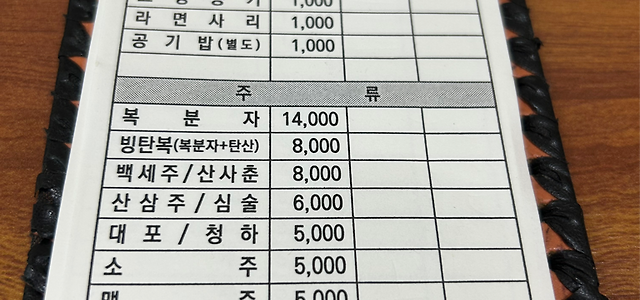 1,000
라 면 사 리 1,000
공 기 밥(별도) 1,000
주 류
복 분 자 14,000
빙탄복(복분자+탄산) 8,000
백세주/산사춘 8,000
산삼주/심술 6,000
대 포 / 청 하 5,000
소 주 5,000
맥 주 5,000